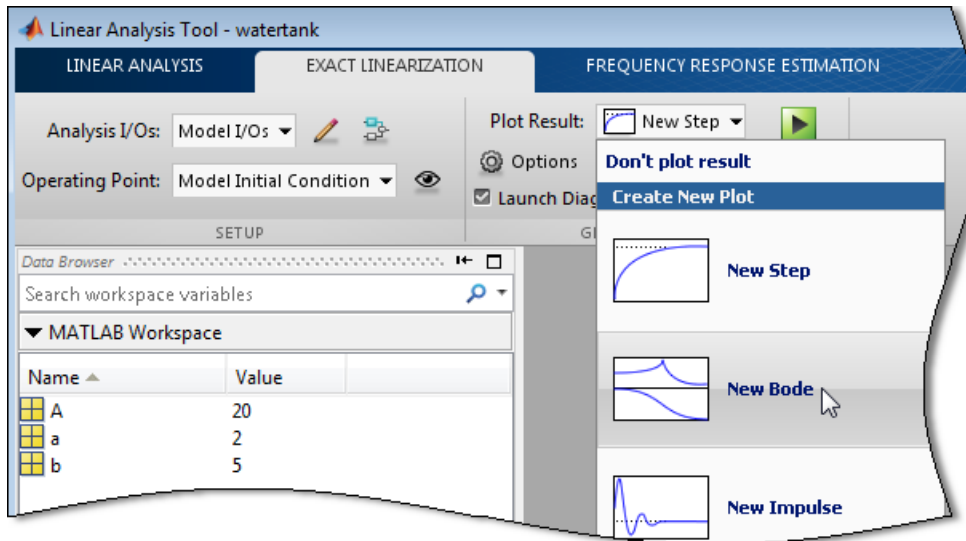 Linear Analysis Tool - watertank
LINEAR ANALYSIS
EXACT LINEARIZATION
FREQUENCY RESPONSE ESTIMATION
Analysis I/Os:
Model I/Os
Operating Point:
Model Initial Condition
SETUP
Plot Result:
New Step
Options
Launch Diag
Don't plot result
Create New Plot
New Step
New Bode
New Impulse
Data Browser
Search workspace variables
MATLAB Workspace
Name Value
A 20
a 2
b 5